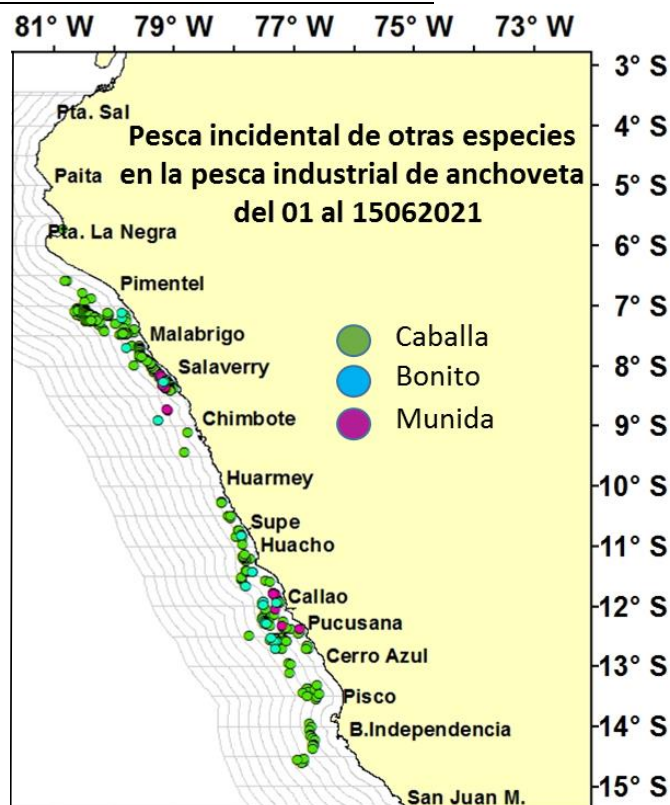 81° W 79° W 77° W 75° W 73° W
3° S
Pta. Sal
4° S
Pesca incidental de otras especies
en la pesca industrial de anchoveta
del 01 al 15062021
Paita
5° S
Pta. La Negra
6° S
Pimentel
7° S
Malabrigo
Caballa
Salaverry
8° S
Bonito
Munida
Chimbote
9° S
Huarmey
10° S
Supe
Huacho
11° S
Callao
12° S
Pucusana
Cerro Azul
13° S
Pisco
14° S
B.Independencia
15° S
San Juan M.